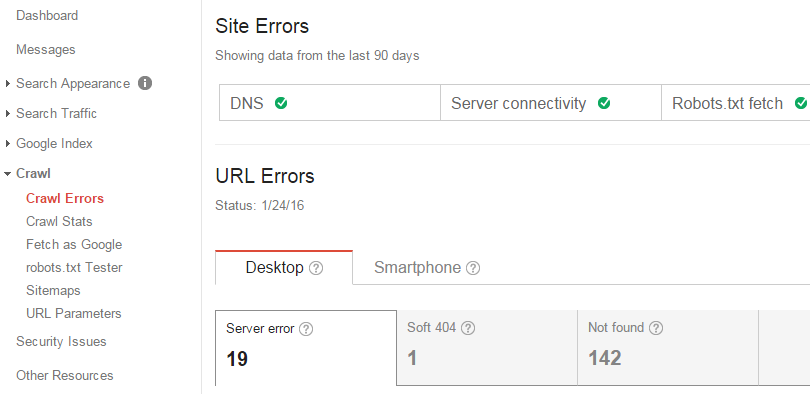 Dashboard
Messages
Search Appearance
Search Traffic
Google Index
Crawl
Crawl Errors
Crawl Stats
Fetch as Google
robots.txt Tester
Sitemaps
URL Parameters
Security Issues
Other Resources
Site Errors
Showing data from the last 90 days
DNS Server connectivity Robots.txt fetch
URL Errors
Status: 1/24/16
Desktop ? Smartphone ?
Server error ? Soft 404 ? Not found ?
19 1 142